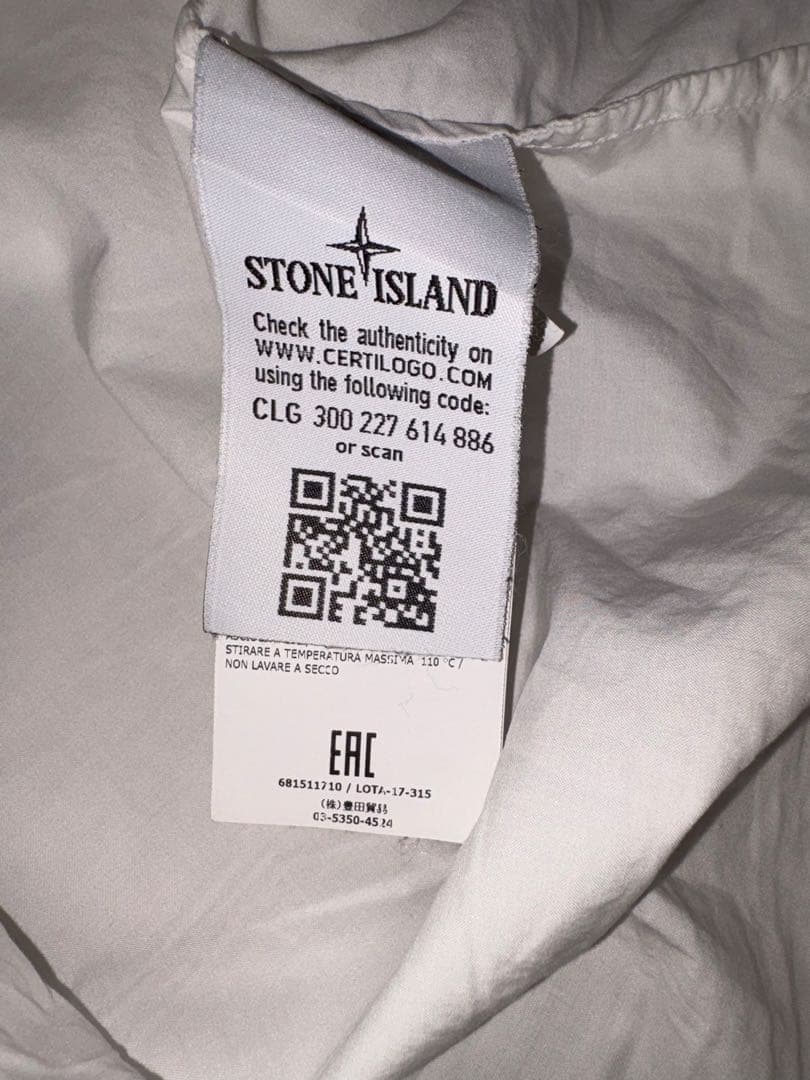 STONE ISLAND
Check the authenticity on
WWW.CERTILOGO.COM
using the following code:
CLG 300 227 614 886
or scan
STIRARE A TEMPERATURA MASSIMA 110 °C /
NON LAVARE A SECCO
EAC
681511710 / LOTA-17-315
(株)豊田貿易
03-5350-4524